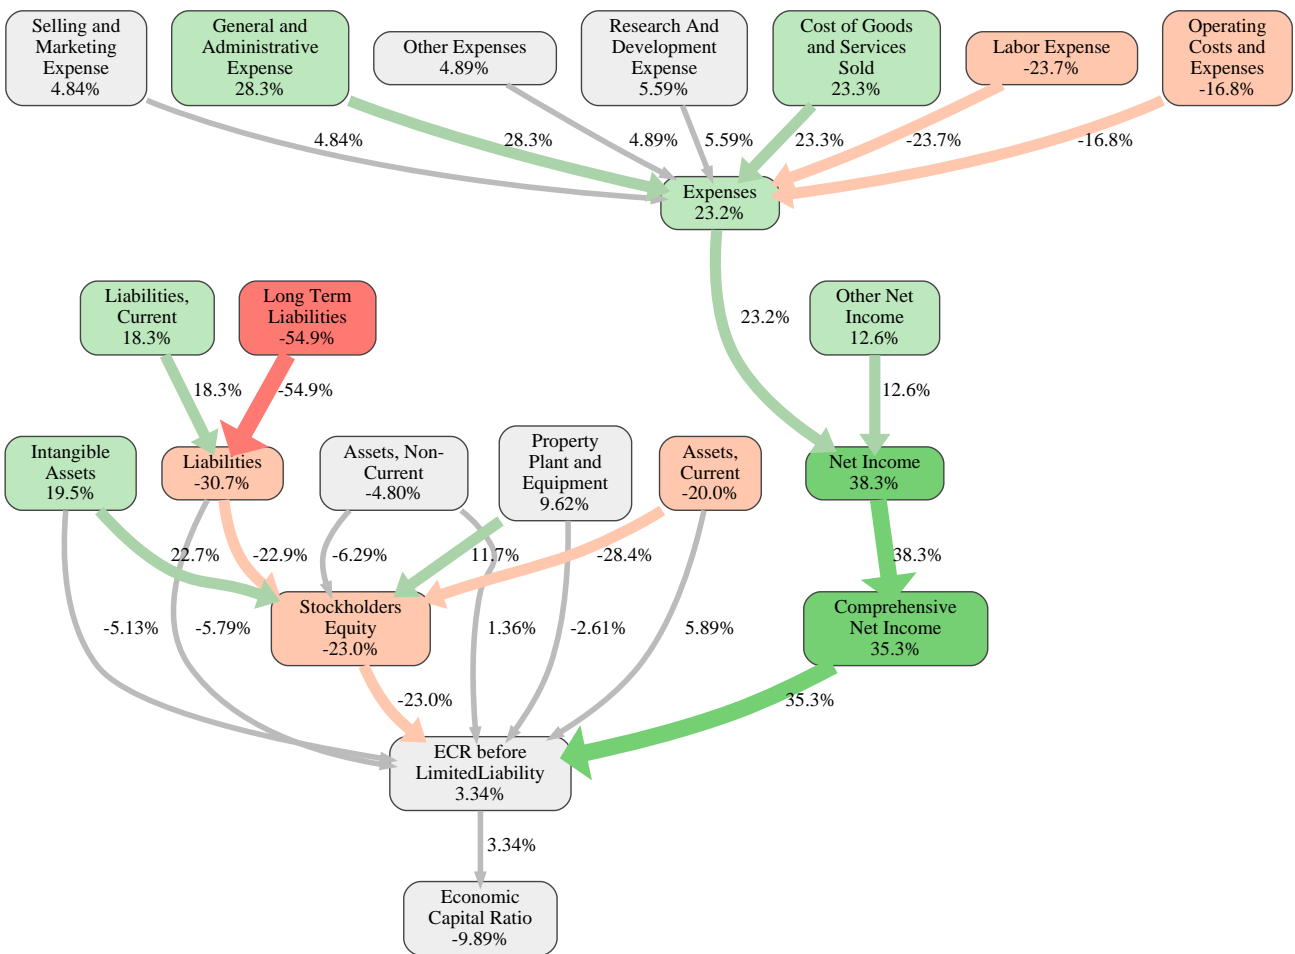 Selling and
Marketing
Expense
4.84%
General and
Administrative
Expense
28.3%
Other Expenses
4.89%
Research And
Development
Expense
5.59%
Cost of Goods
and Services
Sold
23.3%
Labor Expense
-23.7%
Operating
Costs and
Expenses
-16.8%
4.84%
28.3%
4.89%
5.59%
23.3%
-23.7%
-16.8%
Expenses
23.2%
Liabilities,
Current
18.3%
Long Term
Liabilities
-54.9%
23.2%
Other Net
Income
12.6%
18.3%
-54.9%
12.6%
Intangible
Assets
19.5%
Liabilities
-30.7%
Assets, Non-
Current
-4.80%
Property
Plant and
Equipment
9.62%
Assets,
Current
-20.0%
Net Income
38.3%
22.7%
-22.9%
-6.29%
11.7%
-28.4%
38.3%
Stockholders
Equity
-23.0%
Comprehensive
Net Income
35.3%
-5.13%
-5.79%
1.36%
-2.61%
5.89%
-23.0%
35.3%
ECR before
LimitedLiability
3.34%
3.34%
Economic
Capital Ratio
-9.89%